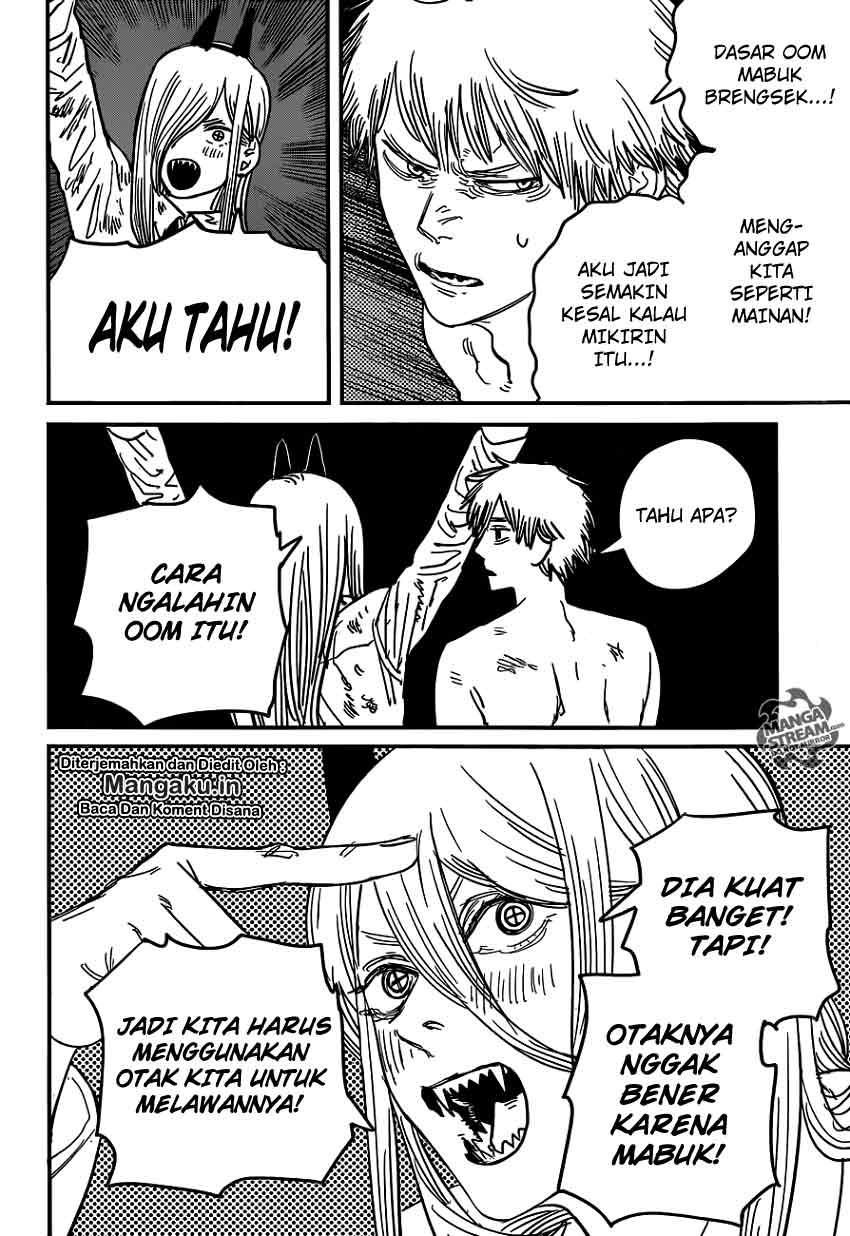 DASAR OOM
MABUK
BRENGSEK...!
MENG-
ANGGAP
KITA
SEPERTI
MAINAN!
AKU JADI
SEMAKIN
KESAL KALAU
MIKIRIN
ITU...!
AKU TAHU!
TAHU APA?
CARA
NGALAHIN
OOM ITU!
MANGA
STREAM.com
MIRROR
Diterjemahkan dan Diedit Oleh :
Mangaku.in
Baca Dan Koment Disana
DIA KUAT
BANGET!
TAPI!
OTAKNYA
NGGAK
BENER
KARENA
MABUK!
JADI KITA HARUS
MENGGUNAKAN
OTAK KITA UNTUK
MELAWANNYA!